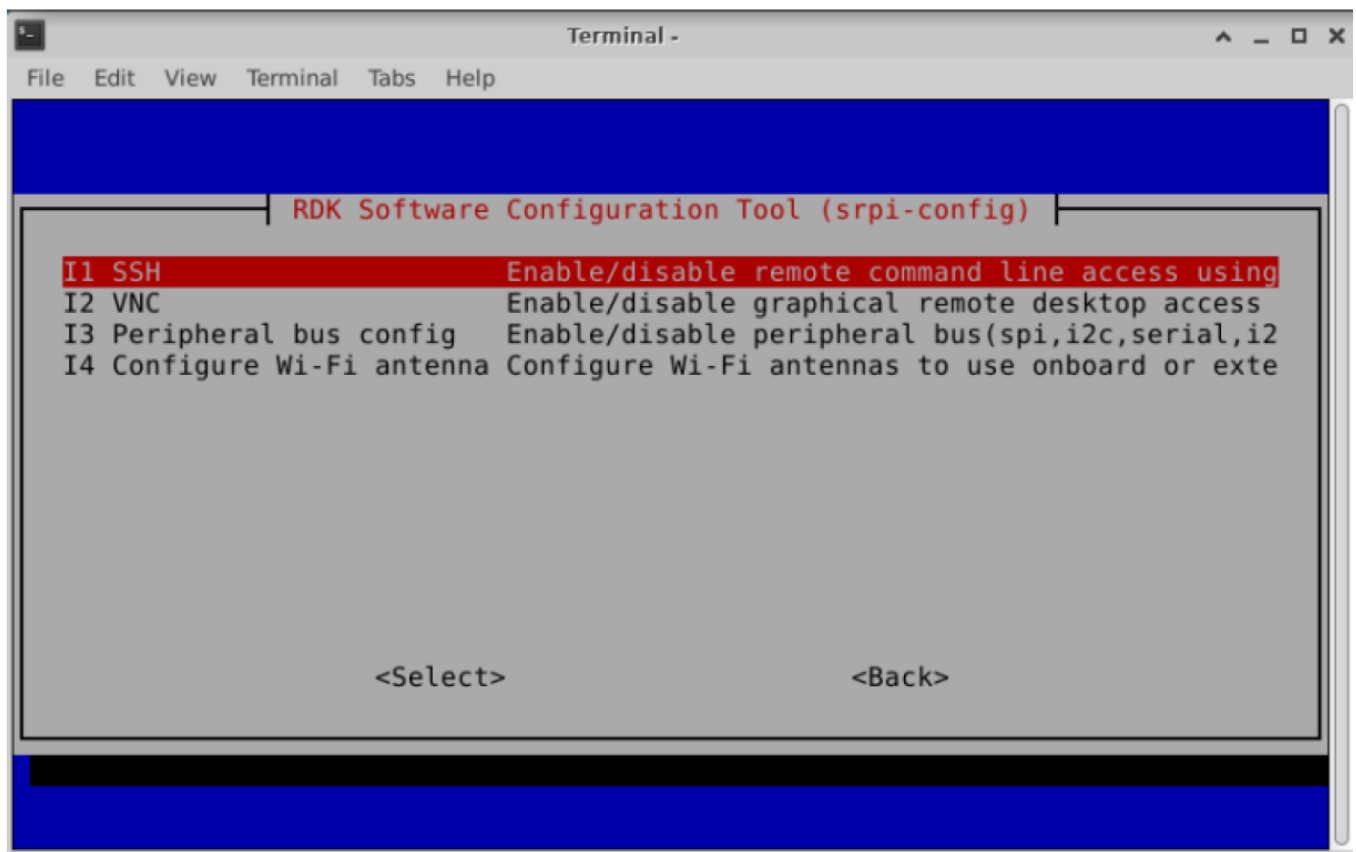 Terminal -
File Edit View Terminal Tabs Help
RDK Software Configuration Tool (srpi-config)
I1 SSH Enable/disable remote command line access using
I2 VNC Enable/disable graphical remote desktop access
I3 Peripheral bus config Enable/disable peripheral bus(spi,i2c,serial,i2
I4 Configure Wi-Fi antenna Configure Wi-Fi antennas to use onboard or exte
<Select> <Back>